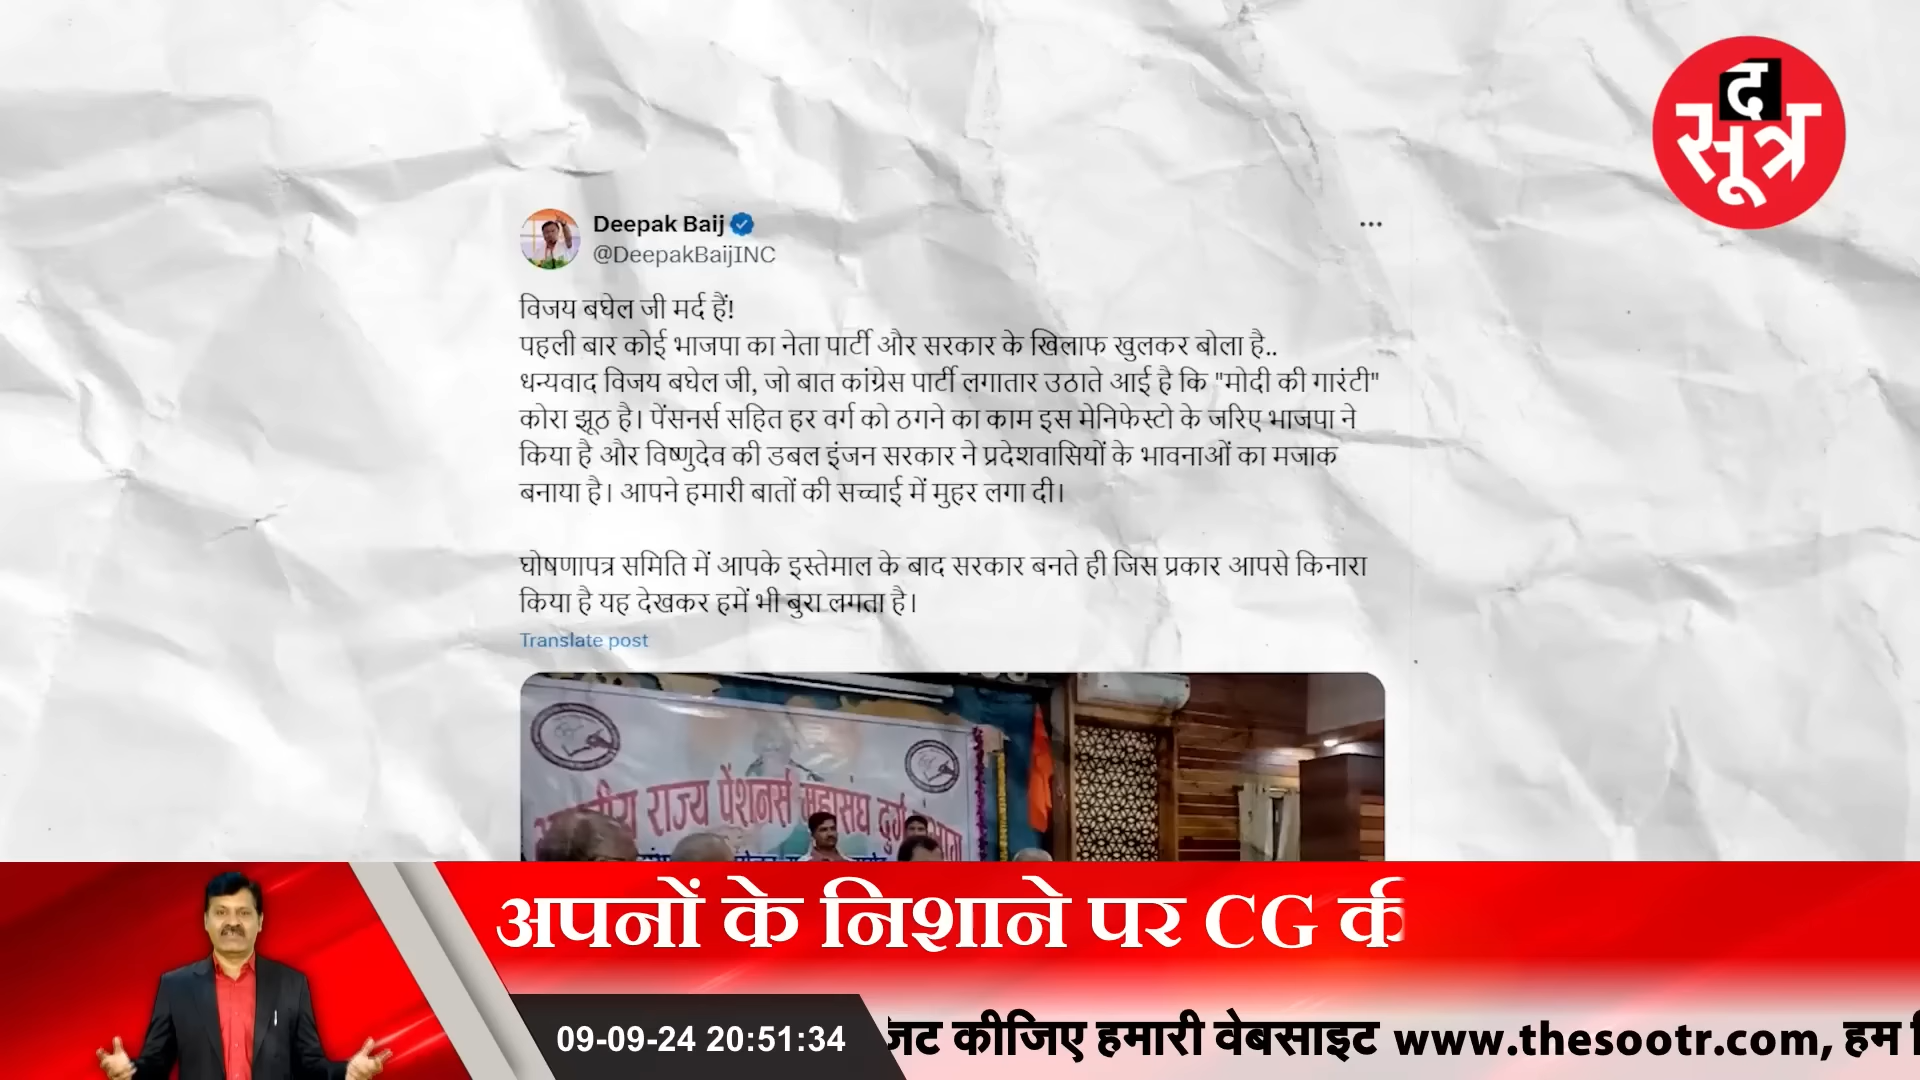 द
सूत्र
Deepak Baij
@DeepakBaijINC
विजय बघेल जी मर्द हैं!
पहली बार कोई भाजपा का नेता पार्टी और सरकार के खिलाफ खुलकर बोला है..
धन्यवाद विजय बघेल जी, जो बात कांग्रेस पार्टी लगातार उठाते आई है कि "मोदी की गारंटी"
कोरा झूठ है। पेंसनर्स सहित हर वर्ग को ठगने का काम इस मेनिफेस्टो के जरिए भाजपा ने
किया है और विष्णुदेव की डबल इंजन सरकार ने प्रदेशवासियों के भावनाओं का मजाक
बनाया है। आपने हमारी बातों की सच्चाई में मुहर लगा दी।
घोषणापत्र समिति में आपके इस्तेमाल के बाद सरकार बनते ही जिस प्रकार आपसे किनारा
किया है यह देखकर हमें भी बुरा लगता है।
Translate post
राज्य पेंशनर्स महासंघ दुर्ग
अपनों के निशाने पर CG
09-09-24 20:51:34
कीजिए हमारी वेबसाइट www.thesootr.com, हम